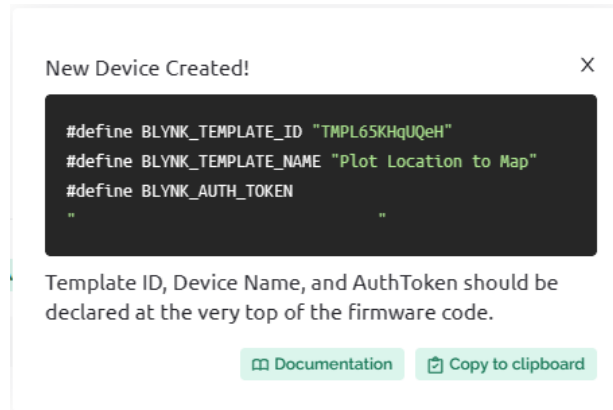 New Device Created!
X
#define BLYNK_TEMPLATE_ID "TMPL65KHqUQeH"
#define BLYNK_TEMPLATE_NAME "Plot Location to Map"
#define BLYNK_AUTH_TOKEN
"                                "
Template ID, Device Name, and AuthToken should be
declared at the very top of the firmware code.
Documentation
Copy to clipboard